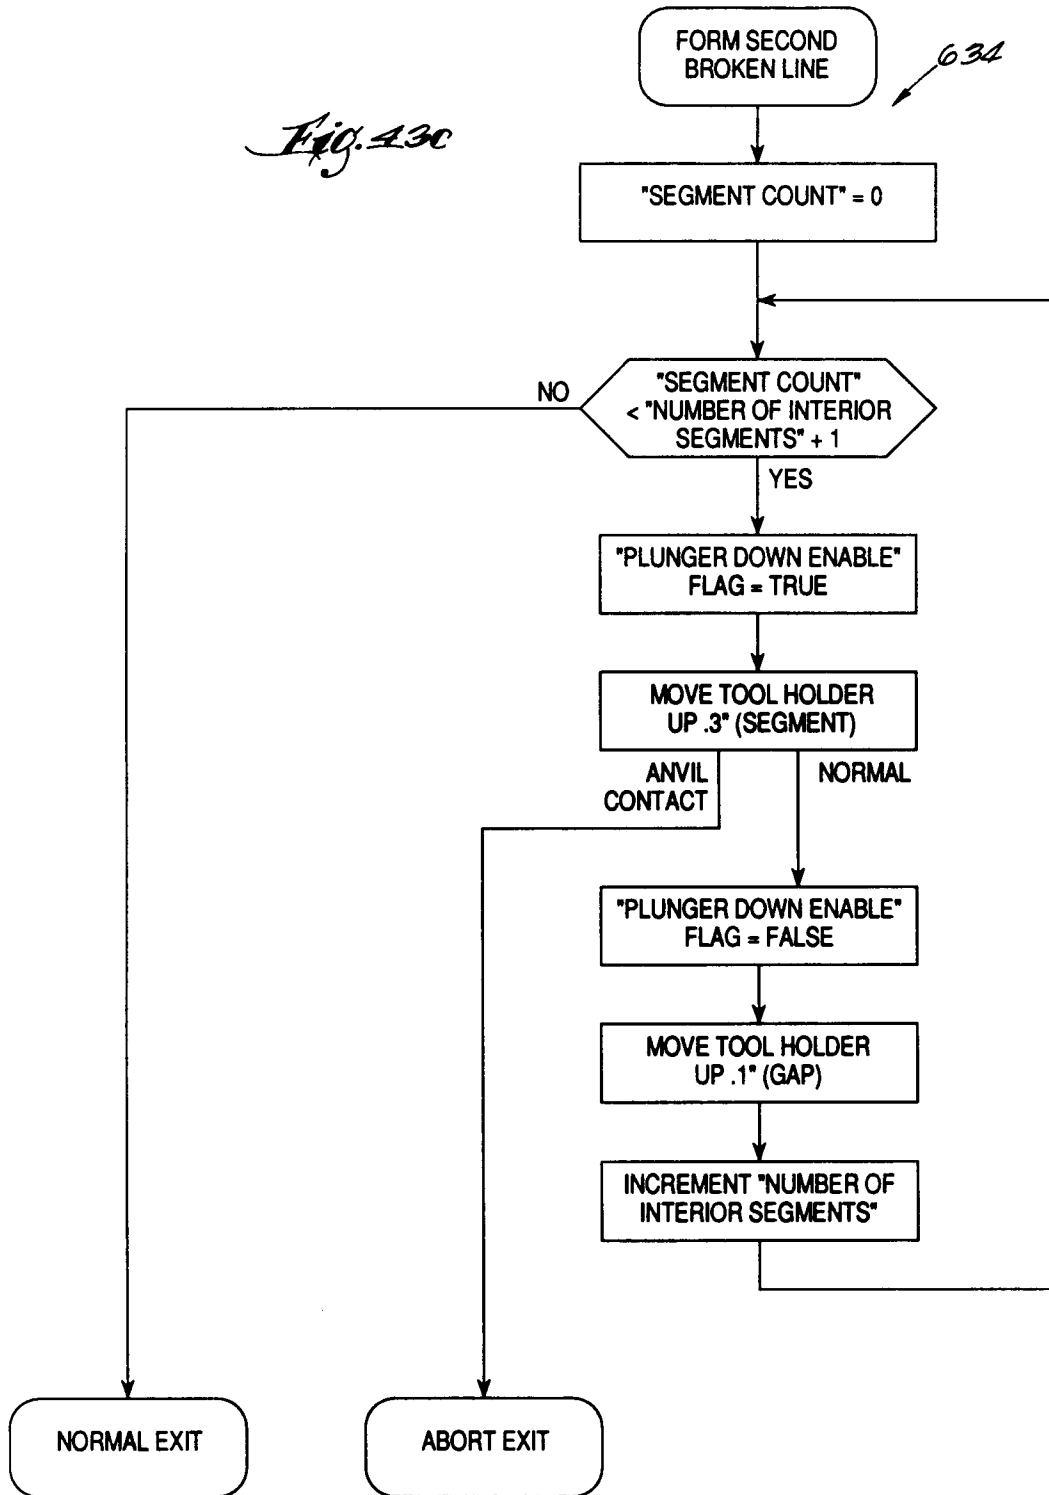 FORM SECOND
BROKEN LINE
634
Fig. 43c
"SEGMENT COUNT" = 0
"SEGMENT COUNT"
< "NUMBER OF INTERIOR
SEGMENTS" + 1
NO
YES
"PLUNGER DOWN ENABLE"
FLAG = TRUE
MOVE TOOL HOLDER
UP .3" (SEGMENT)
ANVIL
CONTACT
NORMAL
"PLUNGER DOWN ENABLE"
FLAG = FALSE
MOVE TOOL HOLDER
UP .1" (GAP)
INCREMENT "NUMBER OF
INTERIOR SEGMENTS"
NORMAL EXIT
ABORT EXIT